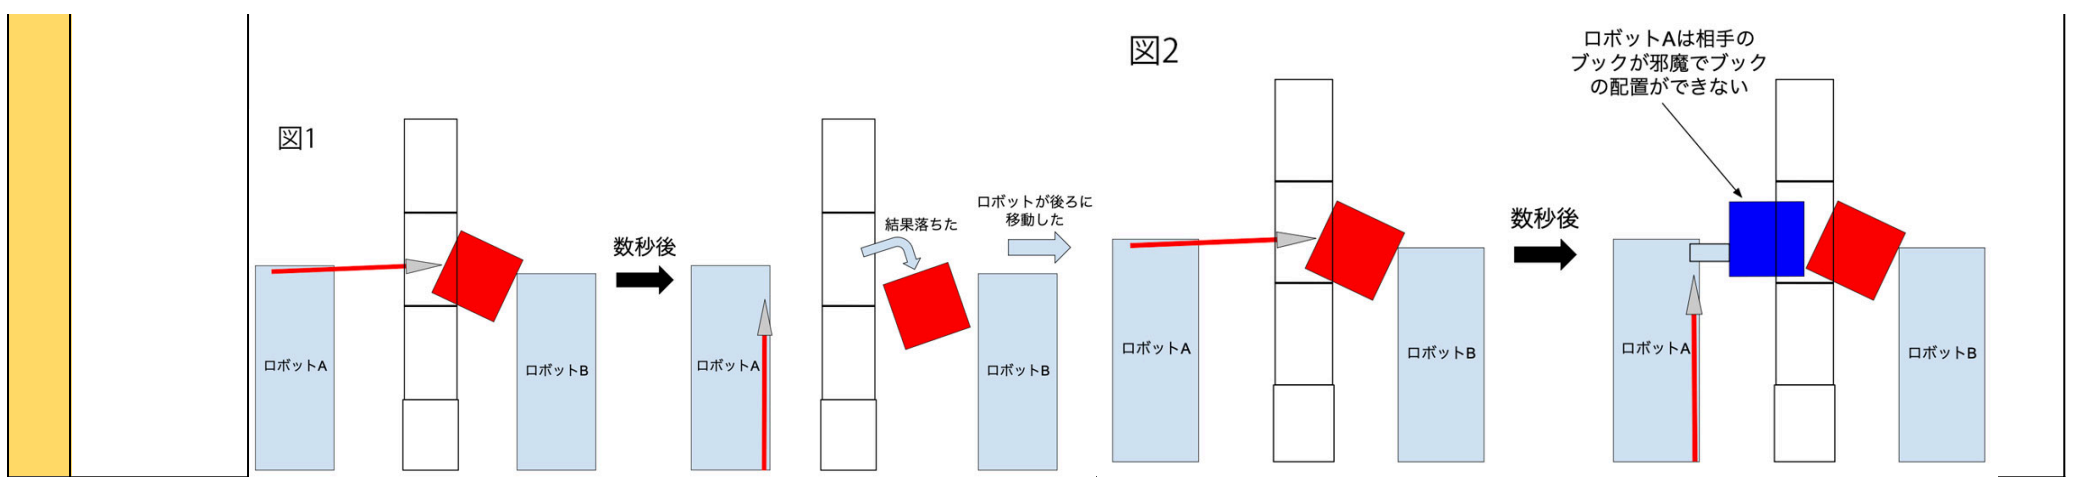 図1
ロボットA
ロボットB
数秒後
ロボットA
結果落ちた
ロボットが後ろに
移動した
ロボットB
図2
ロボットA
ロボットB
数秒後
ロボットAは相手の
ブックが邪魔でブック
の配置ができない
ロボットA
ロボットB